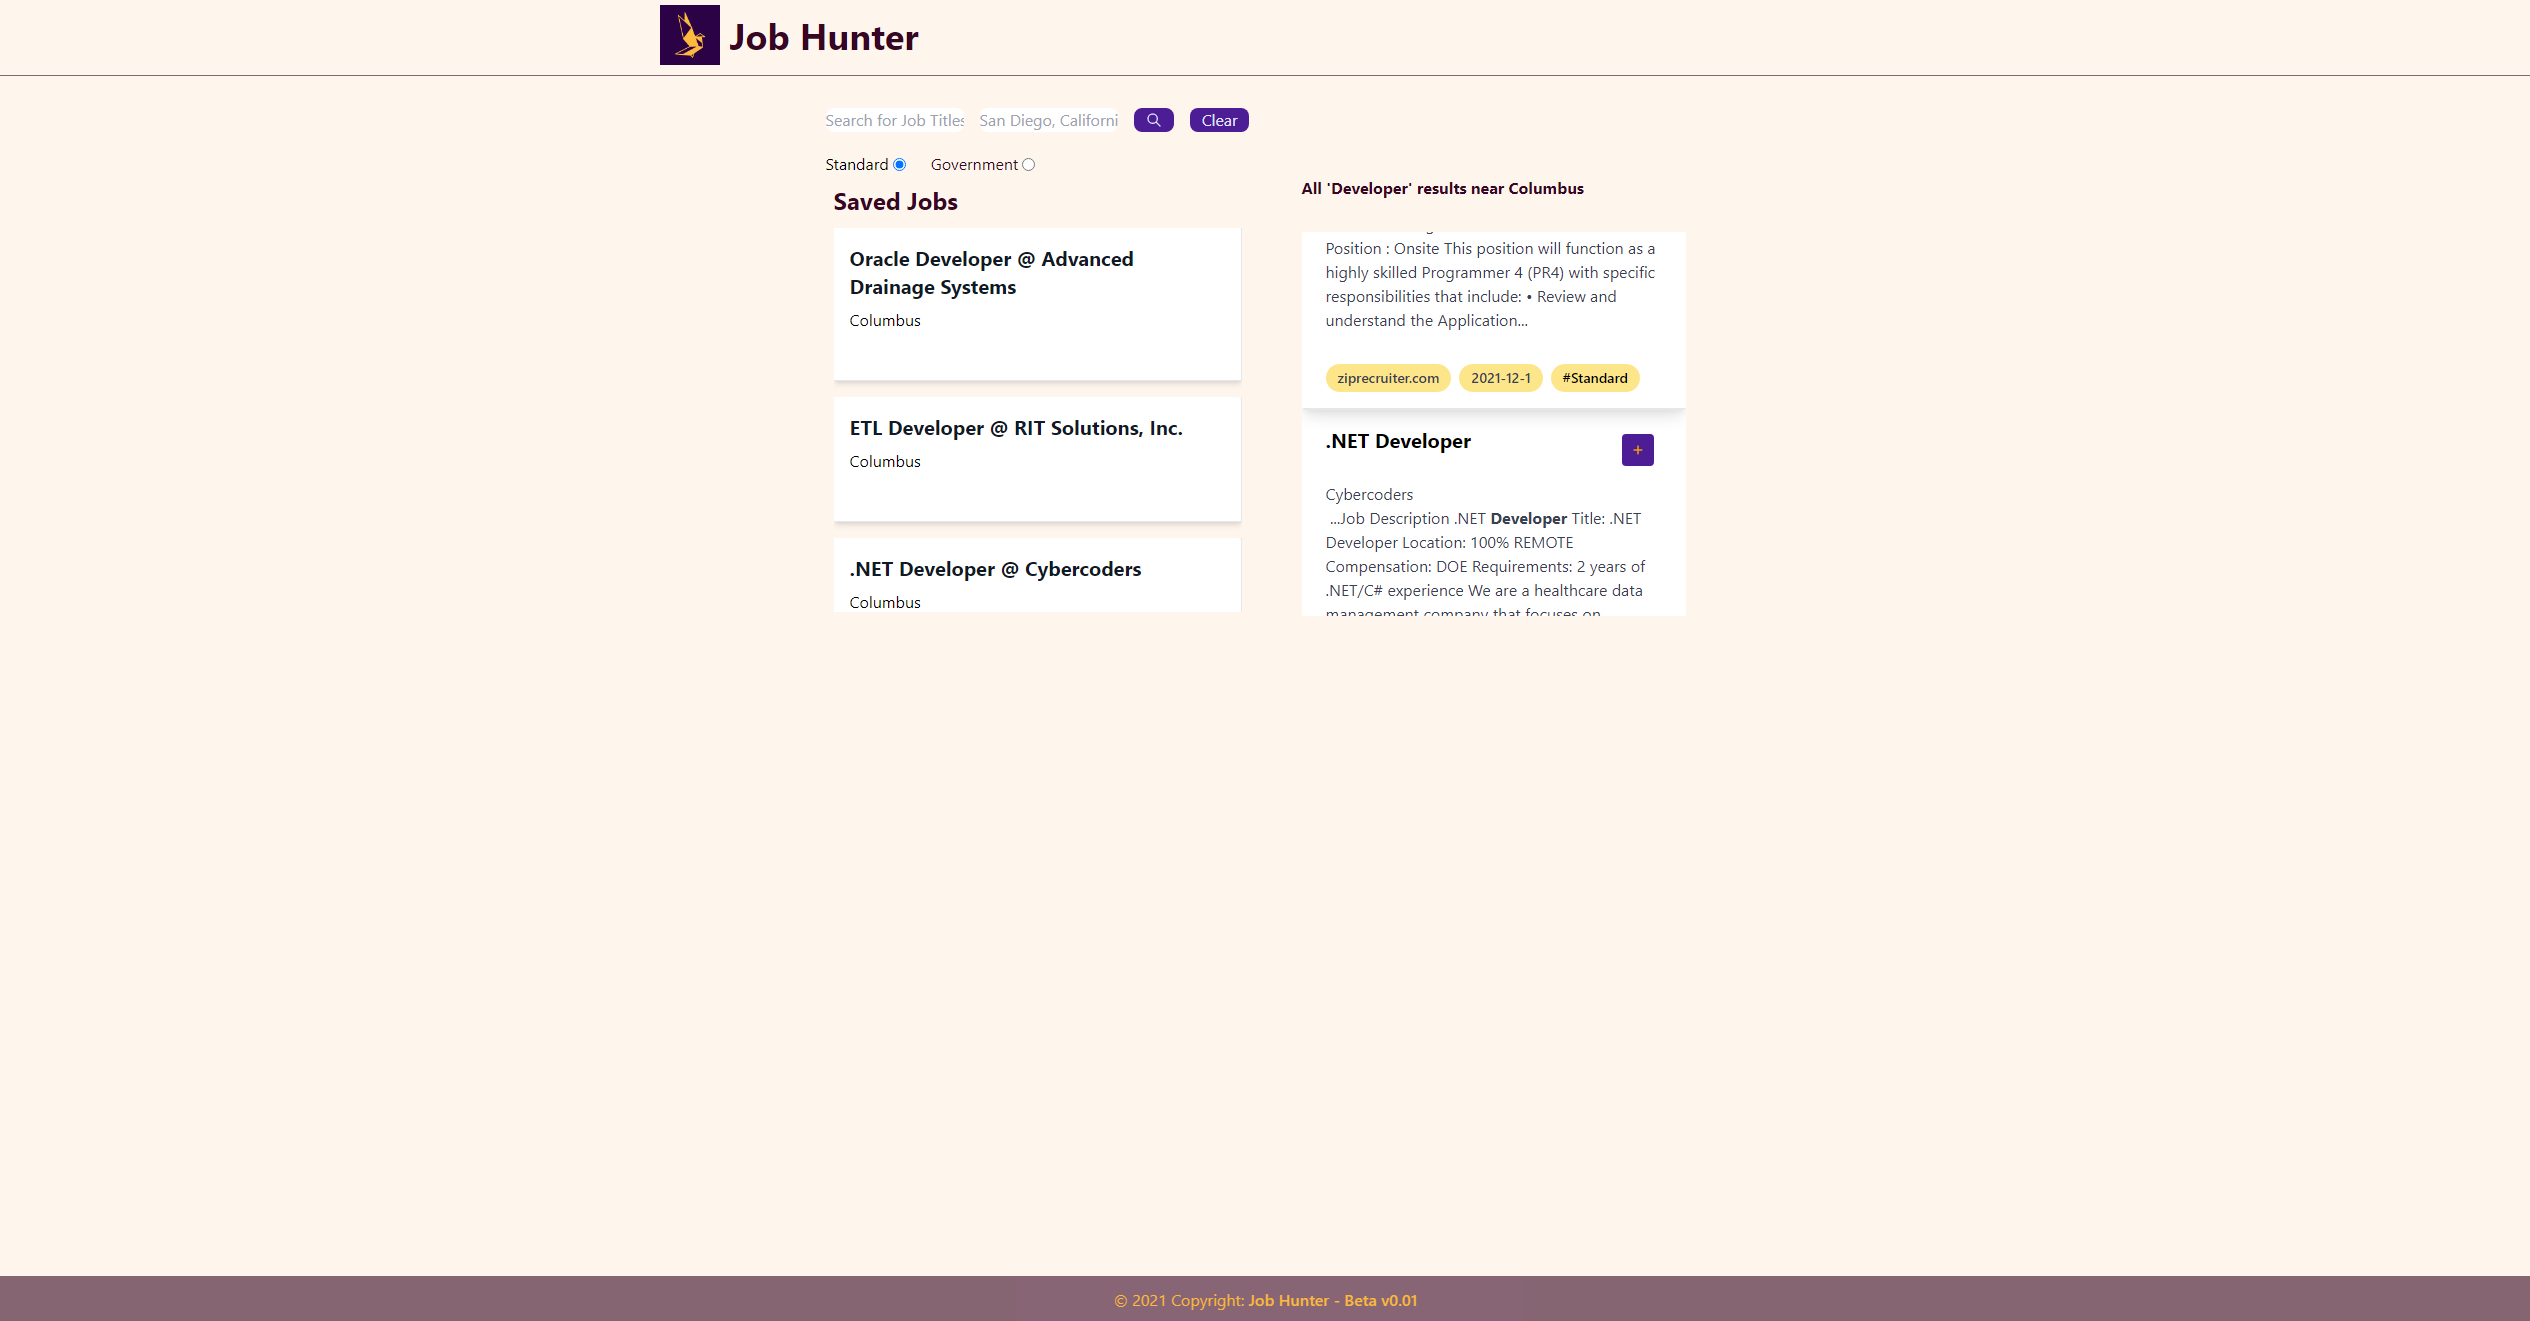 Job Hunter
Search for Job Titles
San Diego, Californi
Clear
Standard
Government
Saved Jobs
Oracle Developer @ Advanced
Drainage Systems
Columbus
ETL Developer @ RIT Solutions, Inc.
Columbus
.NET Developer @ Cybercoders
Columbus
All 'Developer' results near Columbus
Position : Onsite This position will function as a
highly skilled Programmer 4 (PR4) with specific
responsibilities that include: • Review and
understand the Application...
ziprecruiter.com 2021-12-1 #Standard
.NET Developer
+
Cybercoders
...Job Description .NET Developer Title: .NET
Developer Location: 100% REMOTE
Compensation: DOE Requirements: 2 years of
.NET/C# experience We are a healthcare data
management company that focuses on
© 2021 Copyright: Job Hunter - Beta v0.01